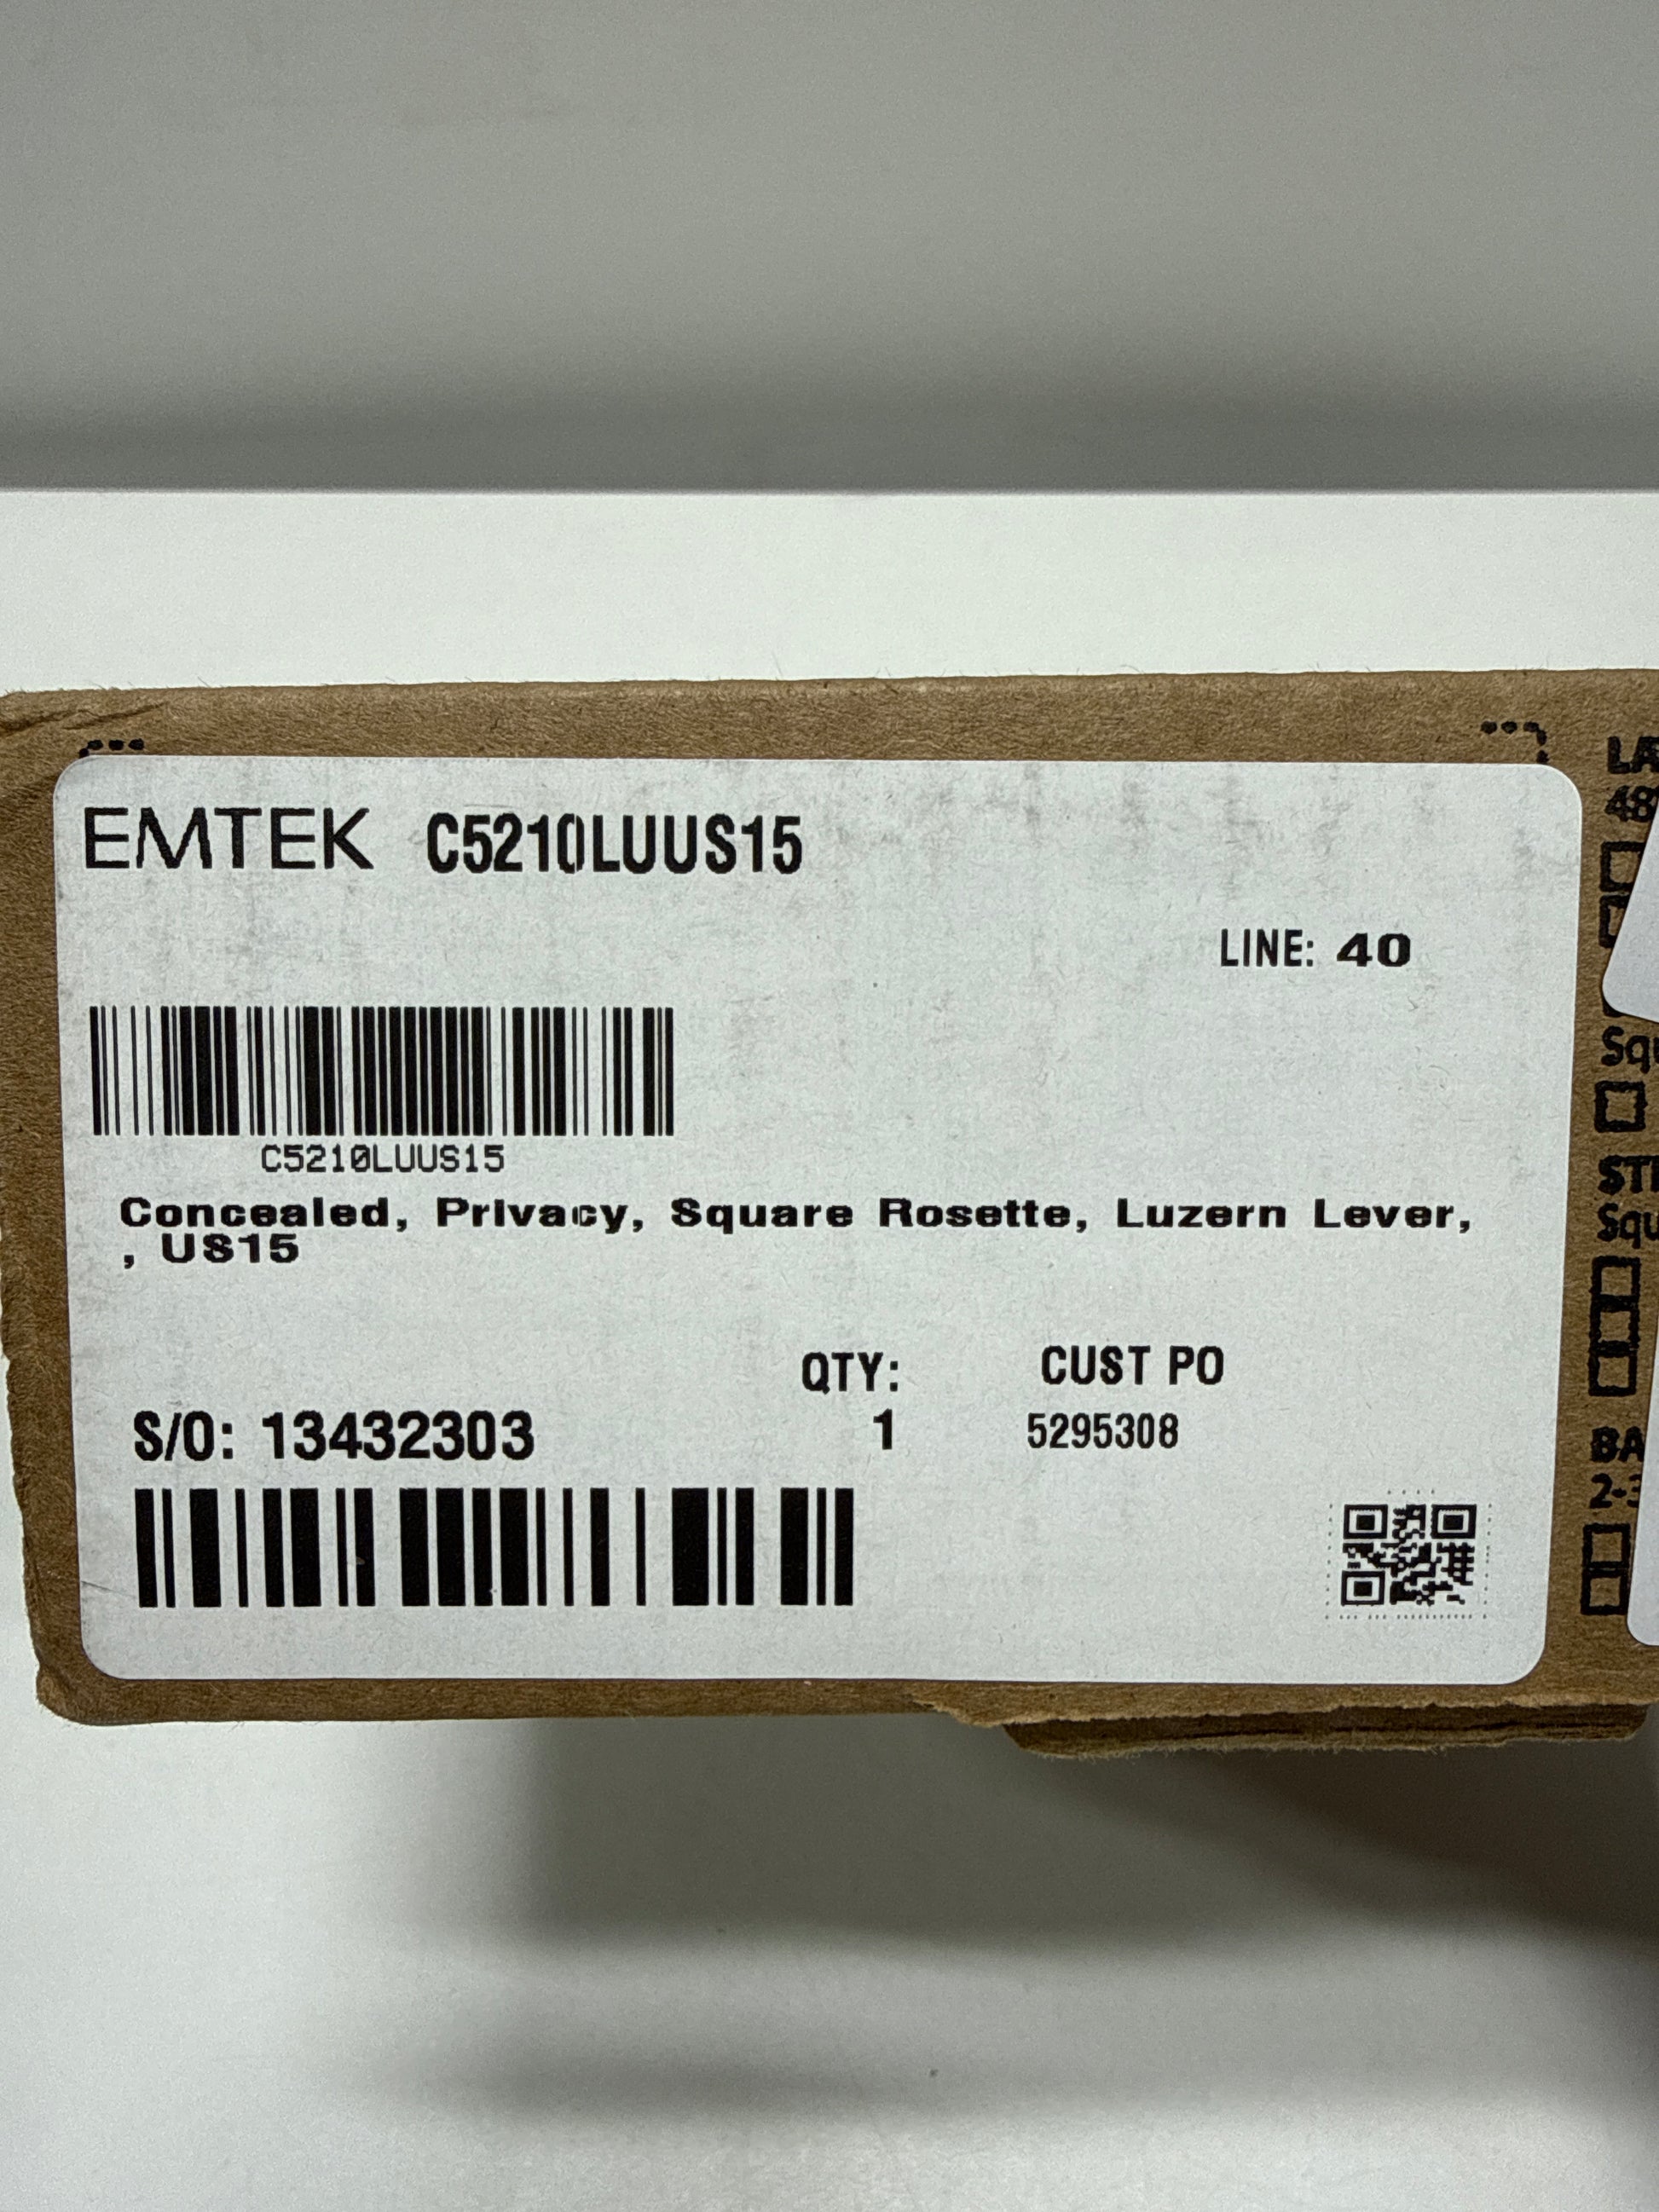 EMTEK C5210LUUS15
LINE: 40
C5210LUUS15
Concealed, Privacy, Square Rosette, Luzern Lever,
, US15
QTY: CUST PO
S/O: 13432303 1 5295308